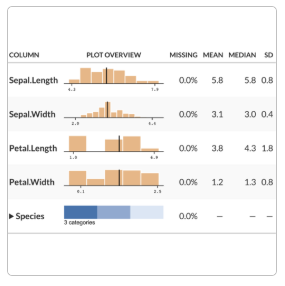 COLUMN PLOT OVERVIEW MISSING MEAN MEDIAN SD
Sepal.Length 0.0% 5.8 5.8 0.8
4.3 7.9
Sepal.Width 0.0% 3.1 3.0 0.4
2.0 4.4
Petal.Length 0.0% 3.8 4.3 1.8
1.0 6.9
Petal.Width 0.0% 1.2 1.3 0.8
0.1 2.5
▶ Species 0.0% — — —
3 categories